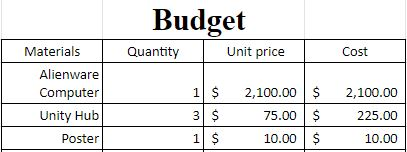 Budget
Materials Quantity Unit price Cost
Alienware
Computer 1 $ 2,100.00 $ 2,100.00
Unity Hub 3 $ 75.00 $ 225.00
Poster 1 $ 10.00 $ 10.00